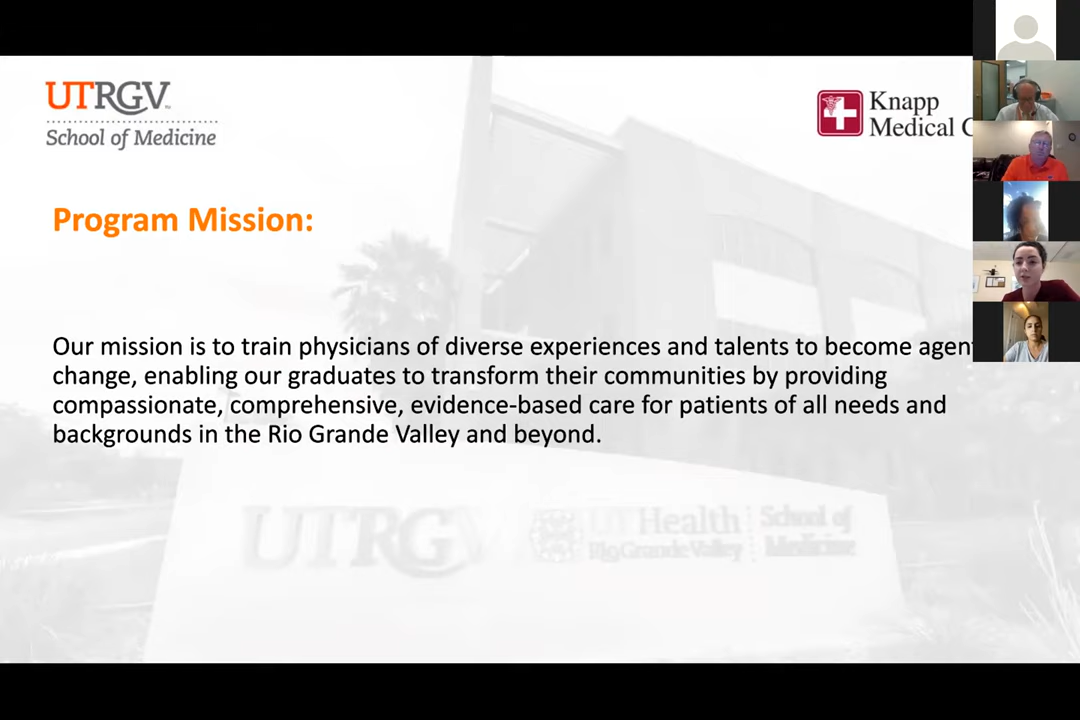 UTRGV
School of Medicine
Knapp
Medical
Program Mission:
Our mission is to train physicians of diverse experiences and talents to become
change, enabling our graduates to transform their communities by providing
compassionate, comprehensive, evidence-based care for patients of all needs and
backgrounds in the Rio Grande Valley and beyond.
UTRGV
UT Health
Rio Grande Valley
School of
Medicine